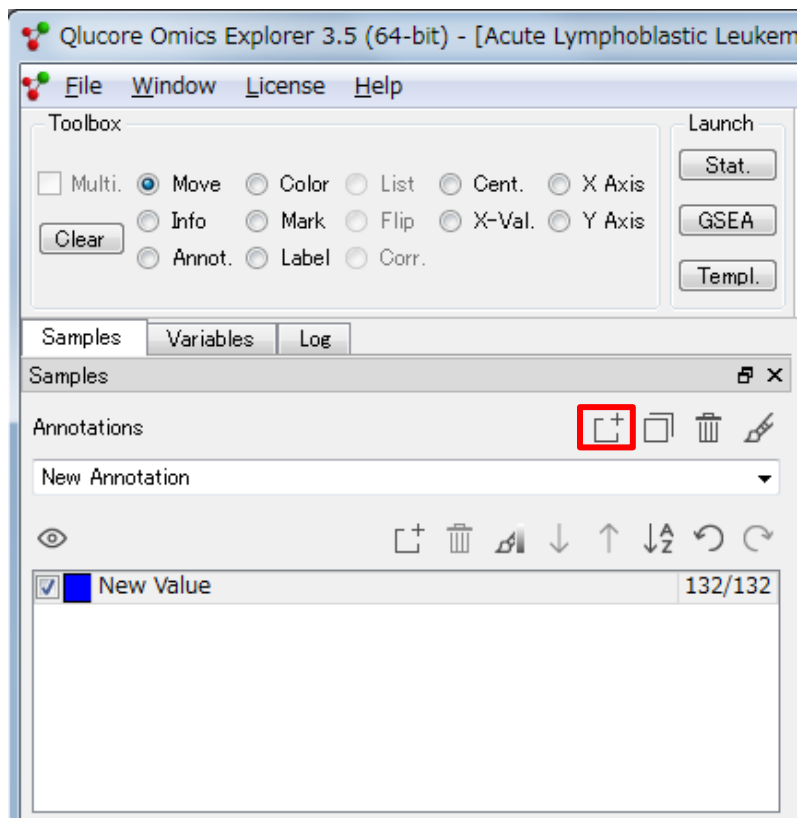 Qlucore Omics Explorer 3.5 (64-bit) - [Acute Lymphoblastic Leukem
File Window License Help
Toolbox
Launch
Multi. Move Color List Cent. X Axis
Stat.
Info Mark Flip X-Val. Y Axis
Clear
GSEA
Annot. Label Corr.
Templ.
Samples Variables Log
Samples
Annotations
New Annotation
New Value 132/132